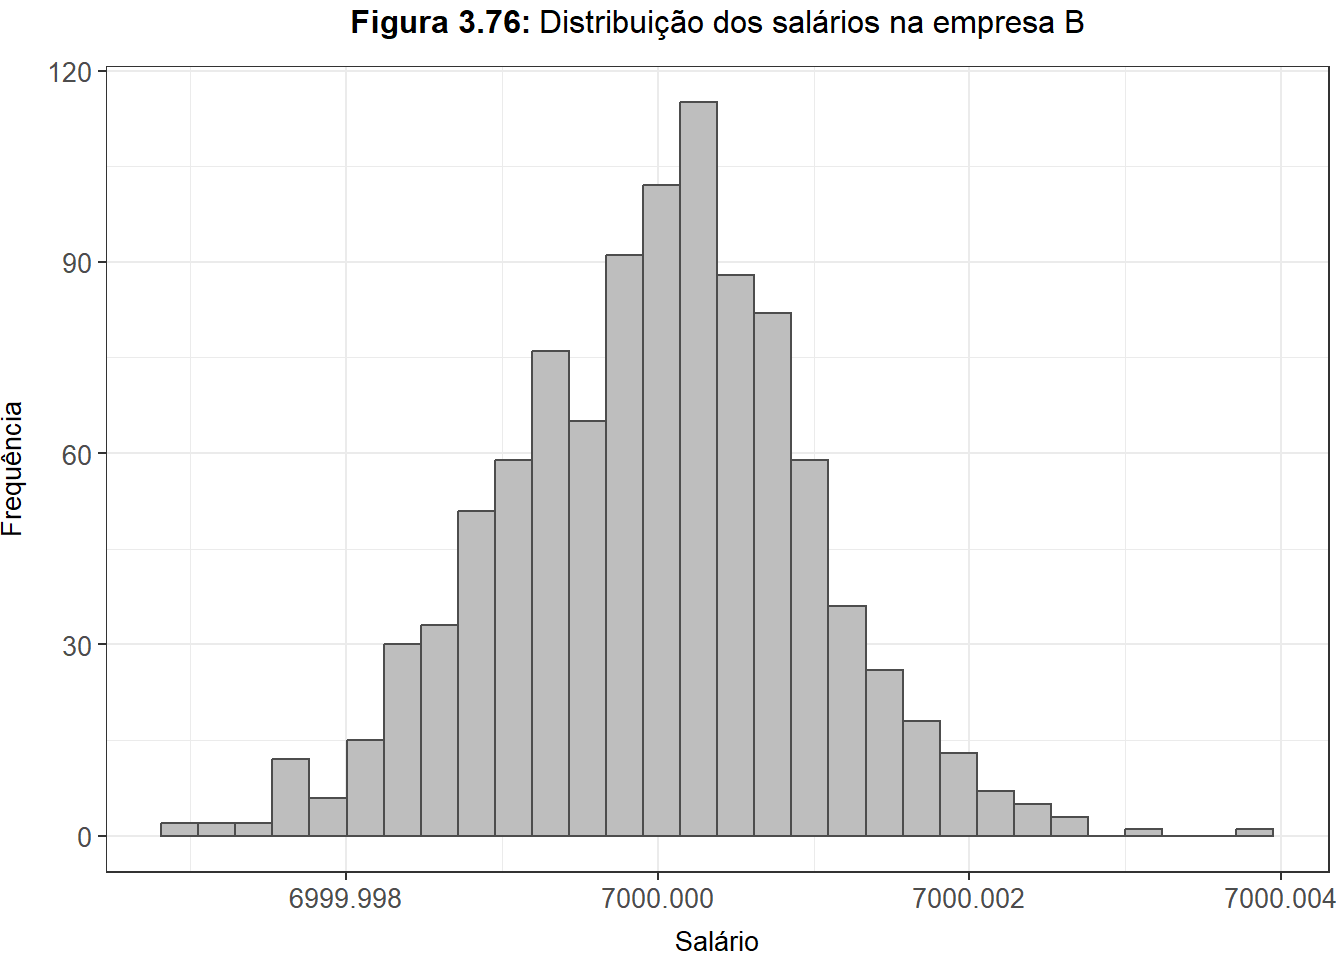 Figura 3.76: Distribuição dos salários na empresa B
120
90
60
30
0
Frequência
6999.998 7000.000 7000.002 7000.004
Salário